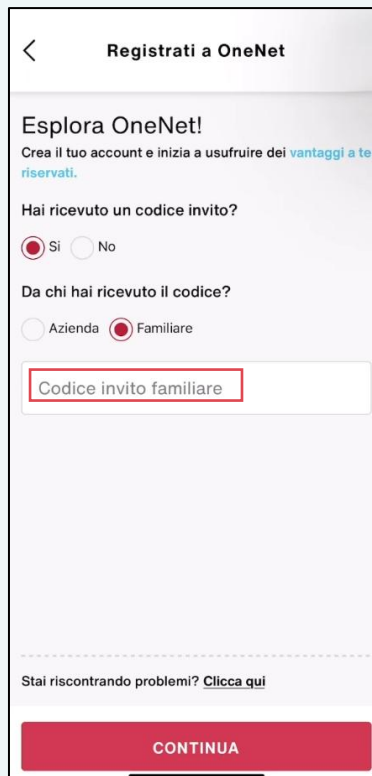 Registrati a OneNet
Esplora OneNet!
Crea il tuo account e inizia a usufruire dei vantaggi a te
riservati.
Hai ricevuto un codice invito?
Si No
Da chi hai ricevuto il codice?
Azienda Familiare
Codice invito familiare
Stai riscontrando problemi? Clicca qui
CONTINUA